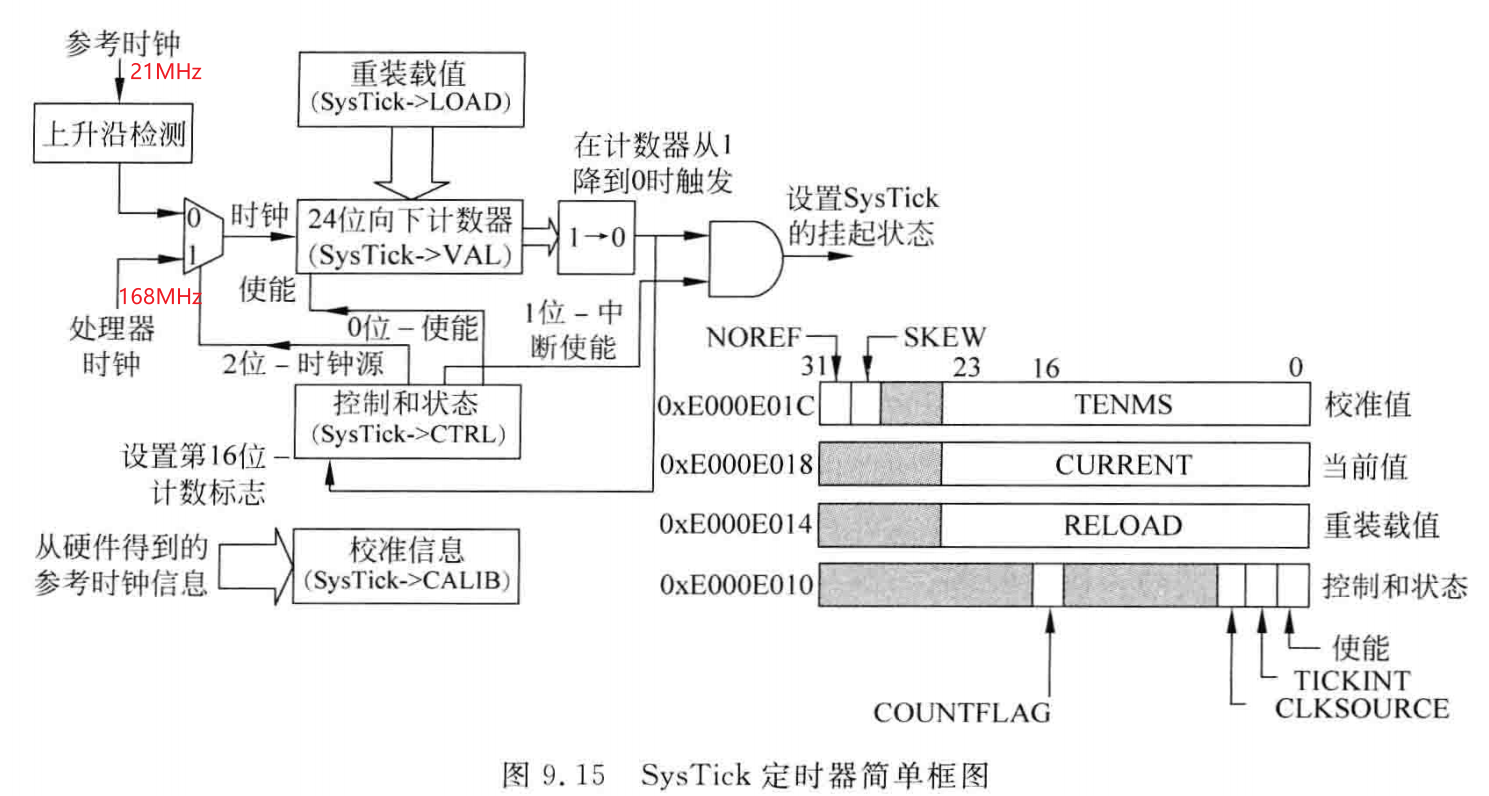 参考时钟
21MHz
上升沿检测
重装载值
(SysTick->LOAD)
在计数器从1
降到0时触发
设置SysTick
的挂起状态
0
时钟
24位向下计数器
(SysTick->VAL)
1→0
1
168MHz
处理器
时钟
使能
0位－使能
2位－时钟源
1位－中
断使能
控制和状态
(SysTick->CTRL)
设置第16位－
计数标志
从硬件得到的
参考时钟信息
校准信息
(SysTick->CALIB)
NOREF
SKEW
31
23
16
0
0xE000E01C
TENMS
校准值
0xE000E018
CURRENT
当前值
0xE000E014
RELOAD
重装载值
0xE000E010
控制和状态
使能
TICKINT
CLKSOURCE
COUNTFLAG
图 9.15 SysTick 定时器简单框图